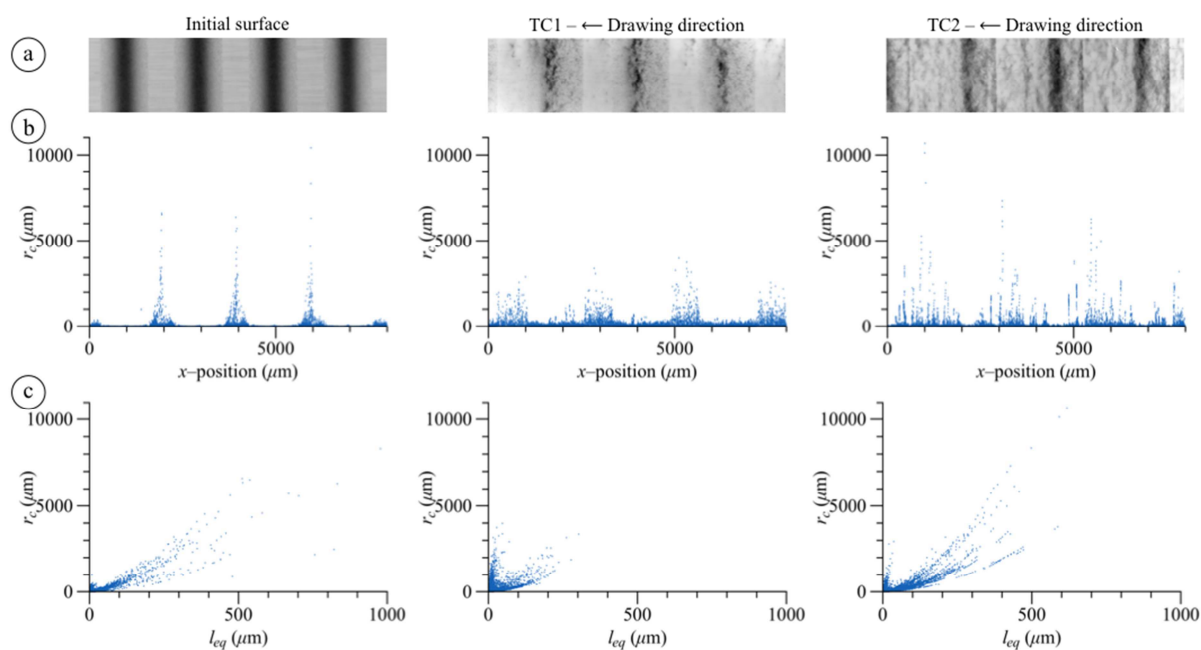 Initial surface TC1 – ← Drawing direction TC2 – ← Drawing direction
a
b
10000 10000 10000
r_c (μm) r_c (μm) r_c (μm)
5000 5000 5000
0 0 0
0 5000 0 5000 0 5000
x–position (μm) x–position (μm) x–position (μm)
c
10000 10000 10000
r_c (μm) r_c (μm) r_c (μm)
5000 5000 5000
0 0 0
0 500 1000 0 500 1000 0 500 1000
l_eq (μm) l_eq (μm) l_eq (μm)